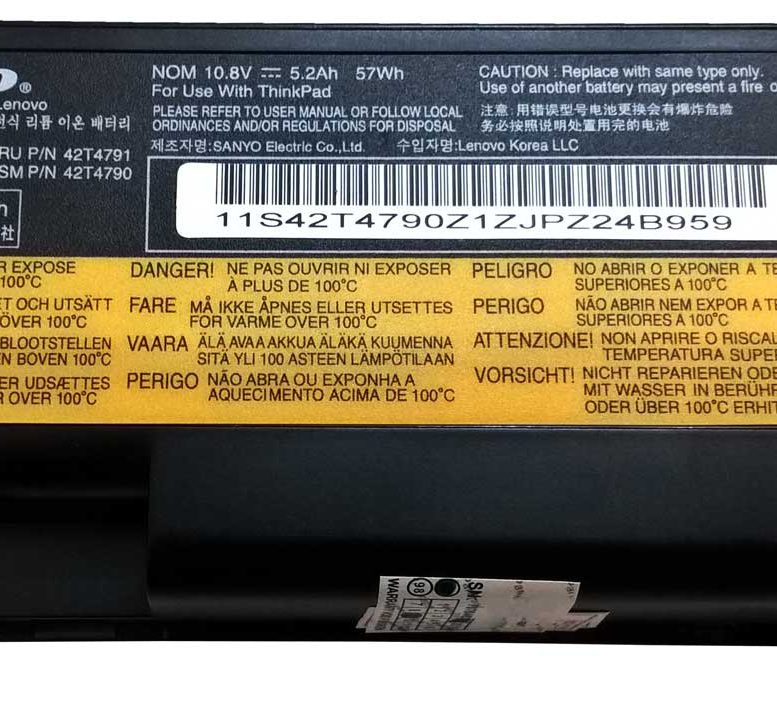 ®
Lenovo
리튬 이온 배터리
RU P/N 42T4791
SM P/N 42T4790
社
NOM 10.8V 5.2Ah 57Wh
For Use With ThinkPad
PLEASE REFER TO USER MANUAL OR FOLLOW LOCAL
ORDINANCES AND/OR REGULATIONS FOR DISPOSAL
제조자명:SANYO Electric Co.,Ltd. 수입자명:Lenovo Korea LLC
CAUTION : Replace with same type only.
Use of another battery may present a fire o
注意: 用错误型号电池更换会有爆炸危险
务必按照说明处置用完的电池
11S42T4790Z1ZJPZ24B959
R EXPOSE
100°C
ET OCH UTSÄTT
ÖVER 100°C
BLOOTSTELLEN
EN BOVEN 100°C
ER UDSÆTTES
R OVER 100°C
DANGER! NE PAS OUVRIR NI EXPOSER
À PLUS DE 100°C
FARE MÅ IKKE ÅPNES ELLER UTSETTES
FOR VARME OVER 100°C
VAARA ÄLÄ AVAA AKKUA ÄLÄKÄ KUUMENNA
SITÄ YLI 100 ASTEEN LÄMPÖTILAAN
PERIGO NÃO ABRA OU EXPONHA A
AQUECIMENTO ACIMA DE 100°C
PELIGRO NO ABRIR O EXPONER A TE
SUPERIORES A 100°C
PERIGO NÃO ABRIR NEM EXPOR A TE
SUPERIORES A 100°C
ATTENZIONE! NON APRIRE O RISCAL
TEMPERATURA SUPE
VORSICHT! NICHT REPARIEREN ODE
MIT WASSER IN BERÜH
ODER ÜBER 100°C ERHIT
98
SM